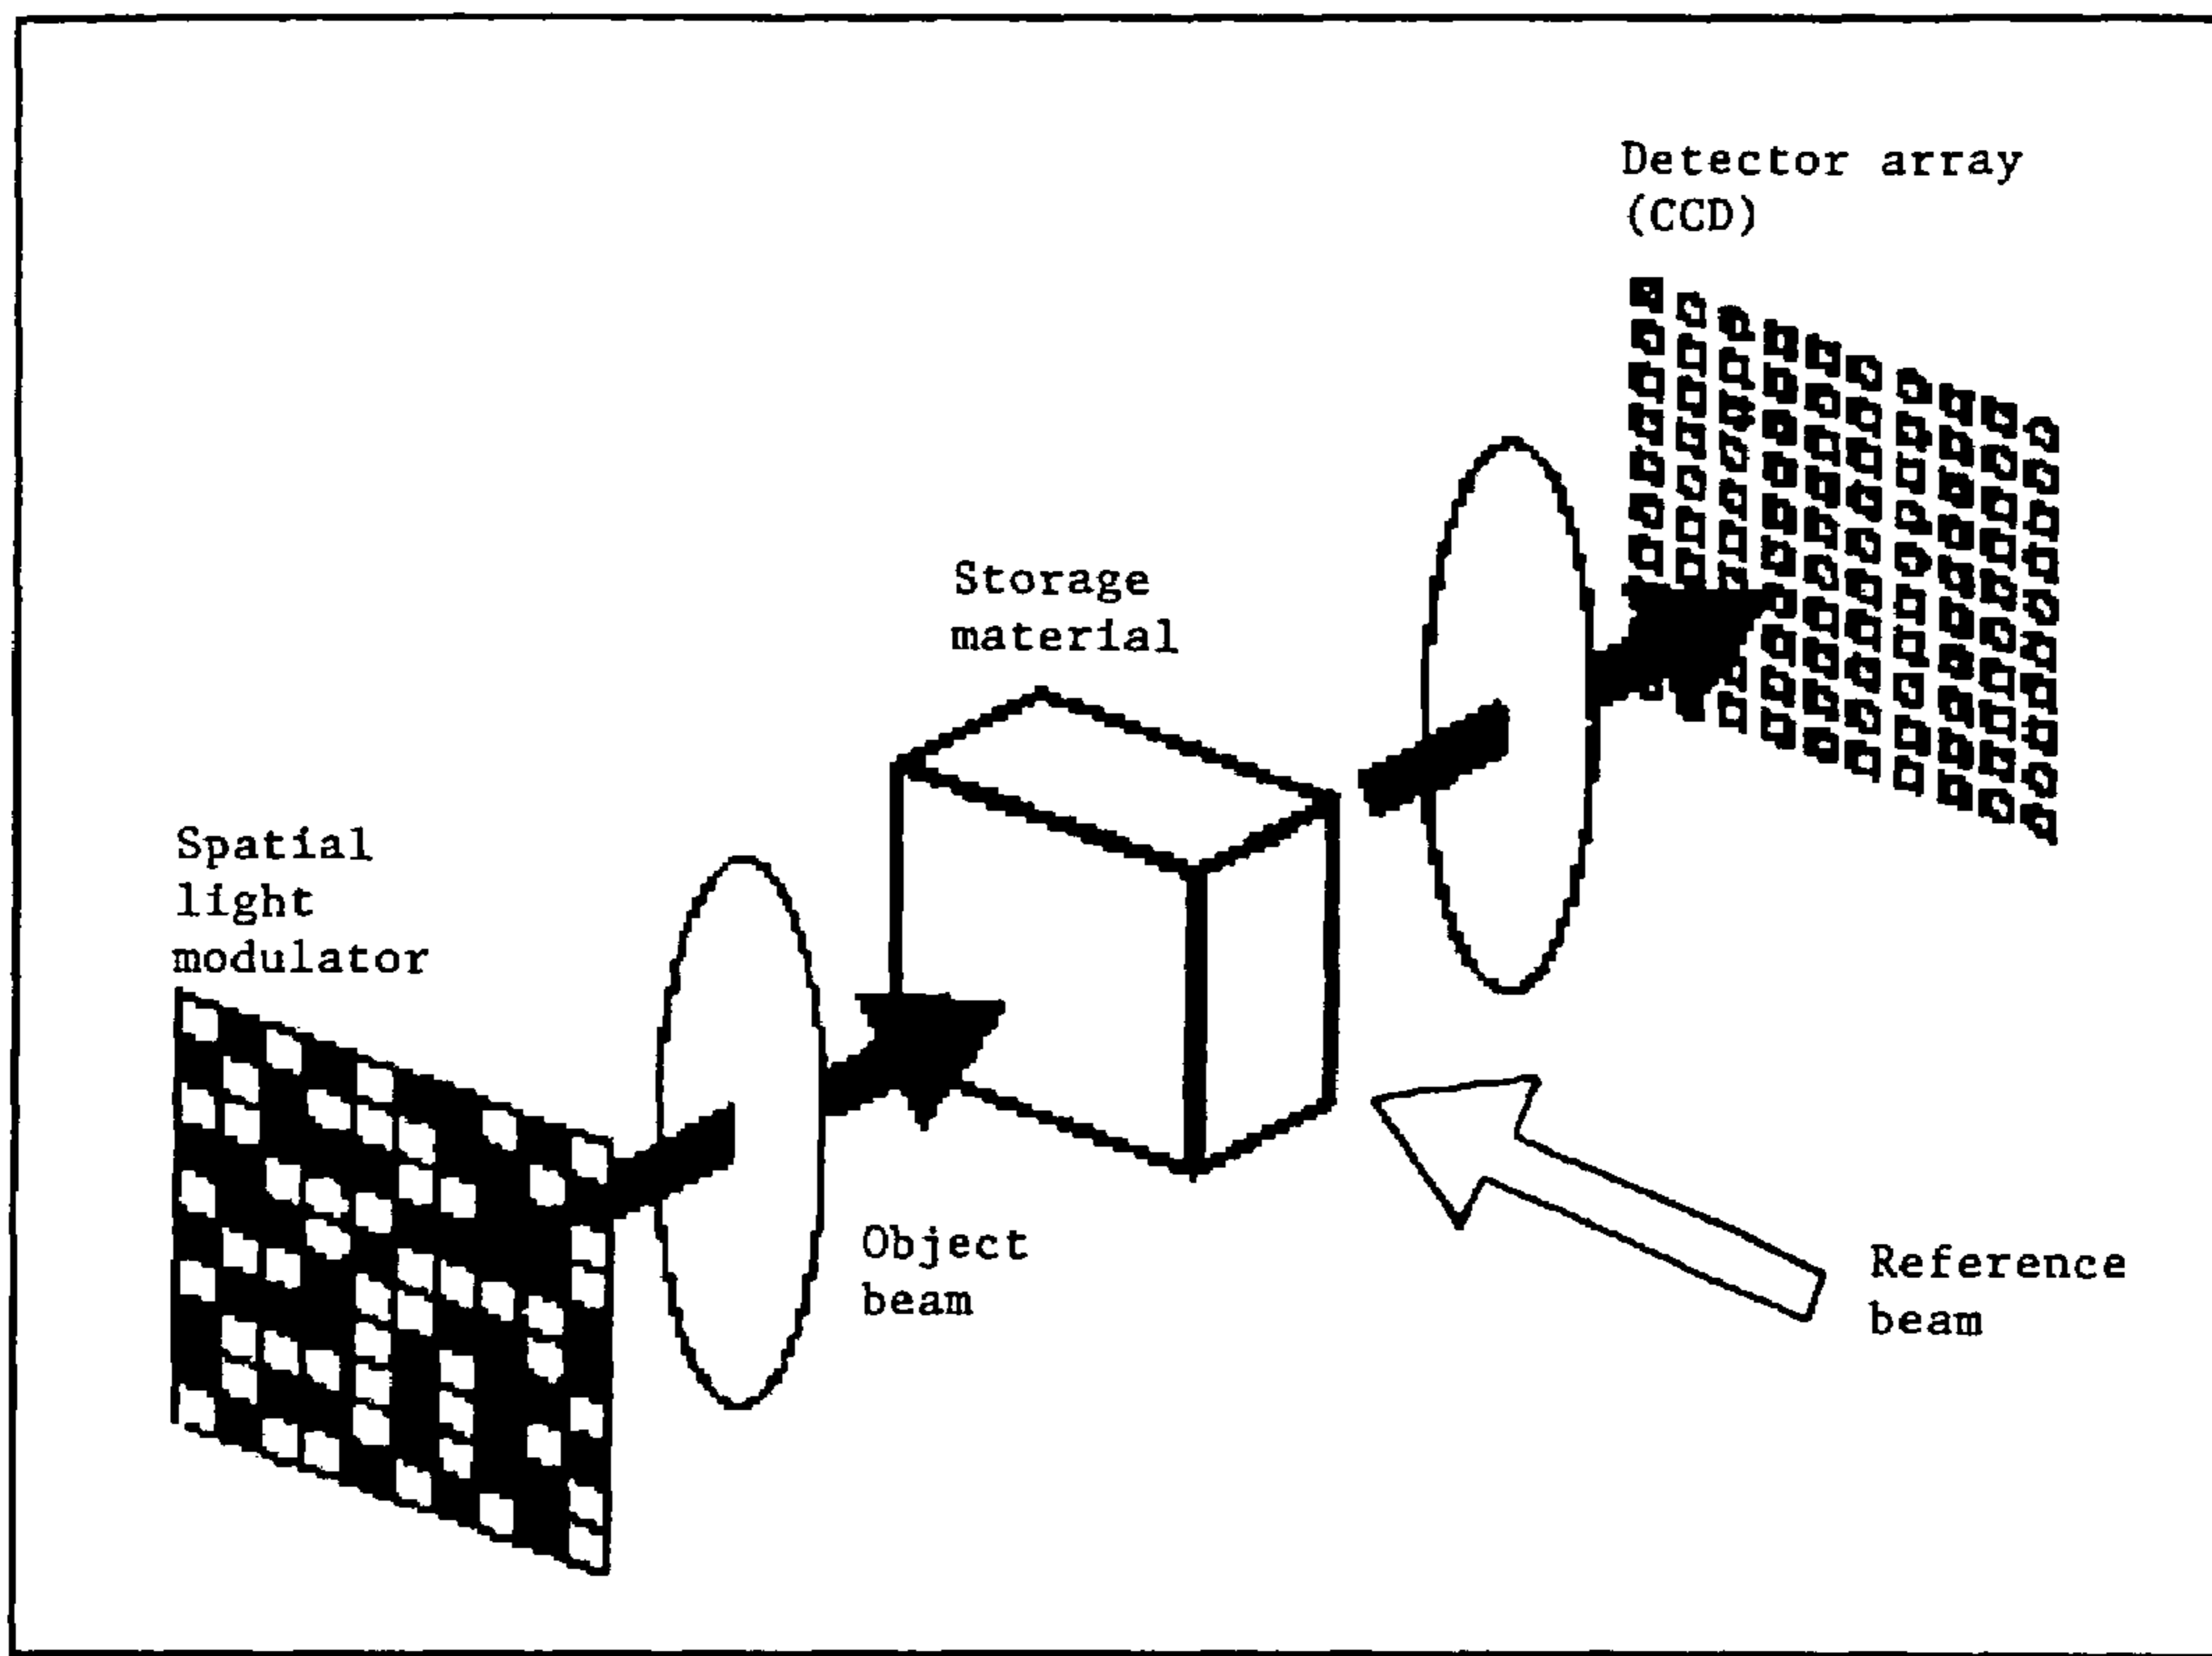 Detector array
(CCD)
Storage
material
Spatial
light
modulator
Object
beam
Reference
beam